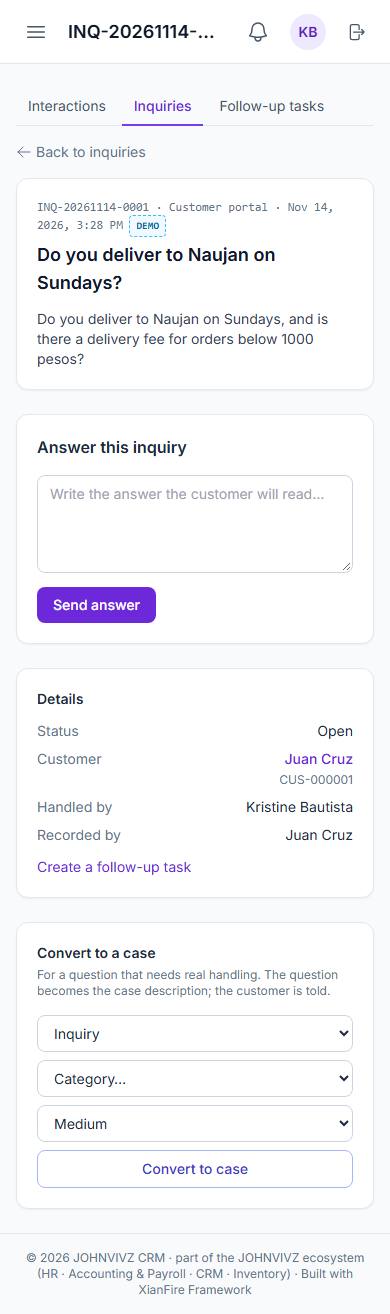 INQ-20261114-...
KB
Interactions
Inquiries
Follow-up tasks
← Back to inquiries
INQ-20261114-0001 · Customer portal · Nov 14,
2026, 3:28 PM DEMO
Do you deliver to Naujan on
Sundays?
Do you deliver to Naujan on Sundays, and is
there a delivery fee for orders below 1000
pesos?
Answer this inquiry
Write the answer the customer will read...
Send answer
Details
Status Open
Customer Juan Cruz
CUS-000001
Handled by Kristine Bautista
Recorded by Juan Cruz
Create a follow-up task
Convert to a case
For a question that needs real handling. The question
becomes the case description; the customer is told.
Inquiry
Category...
Medium
Convert to case
© 2026 JOHNVIVZ CRM · part of the JOHNVIVZ ecosystem
(HR · Accounting & Payroll · CRM · Inventory) · Built with
XianFire Framework